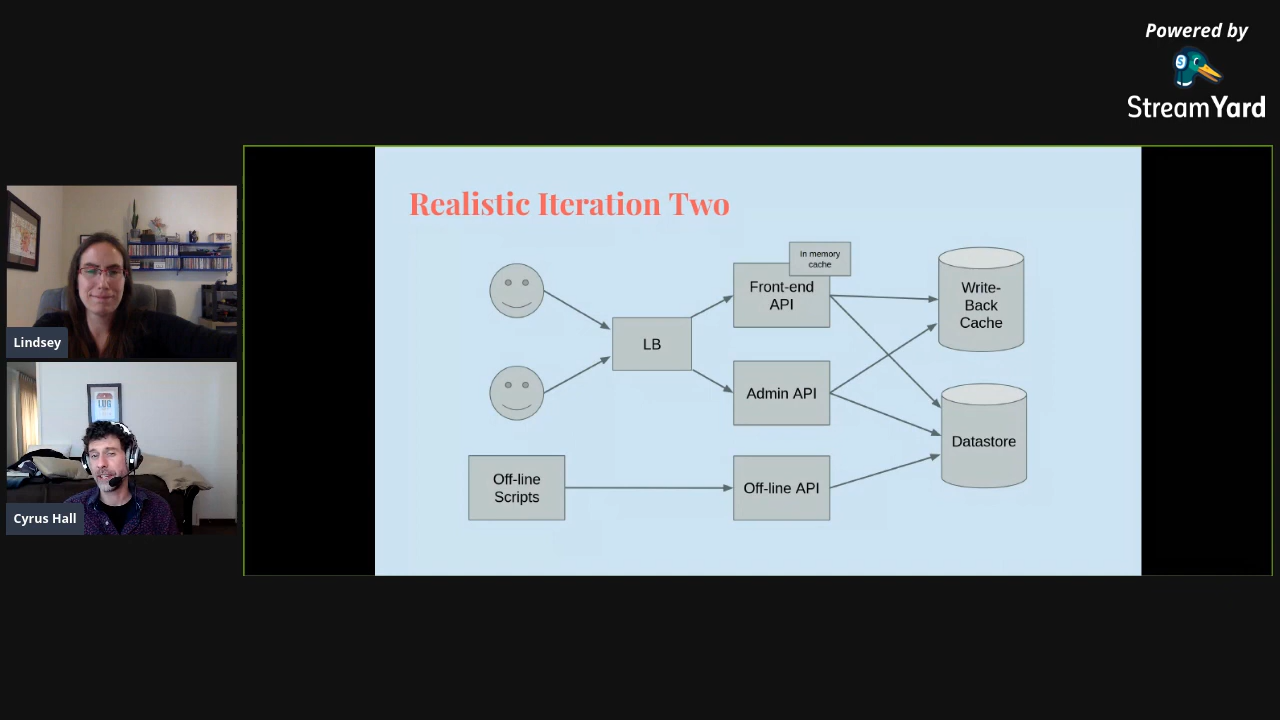 Powered by
StreamYard
Lindsey
LUG
Cyrus Hall
Realistic Iteration Two
In memory
cache
Front-end
API
LB
Admin API
Off-line
Scripts
Off-line API
Write-
Back
Cache
Datastore